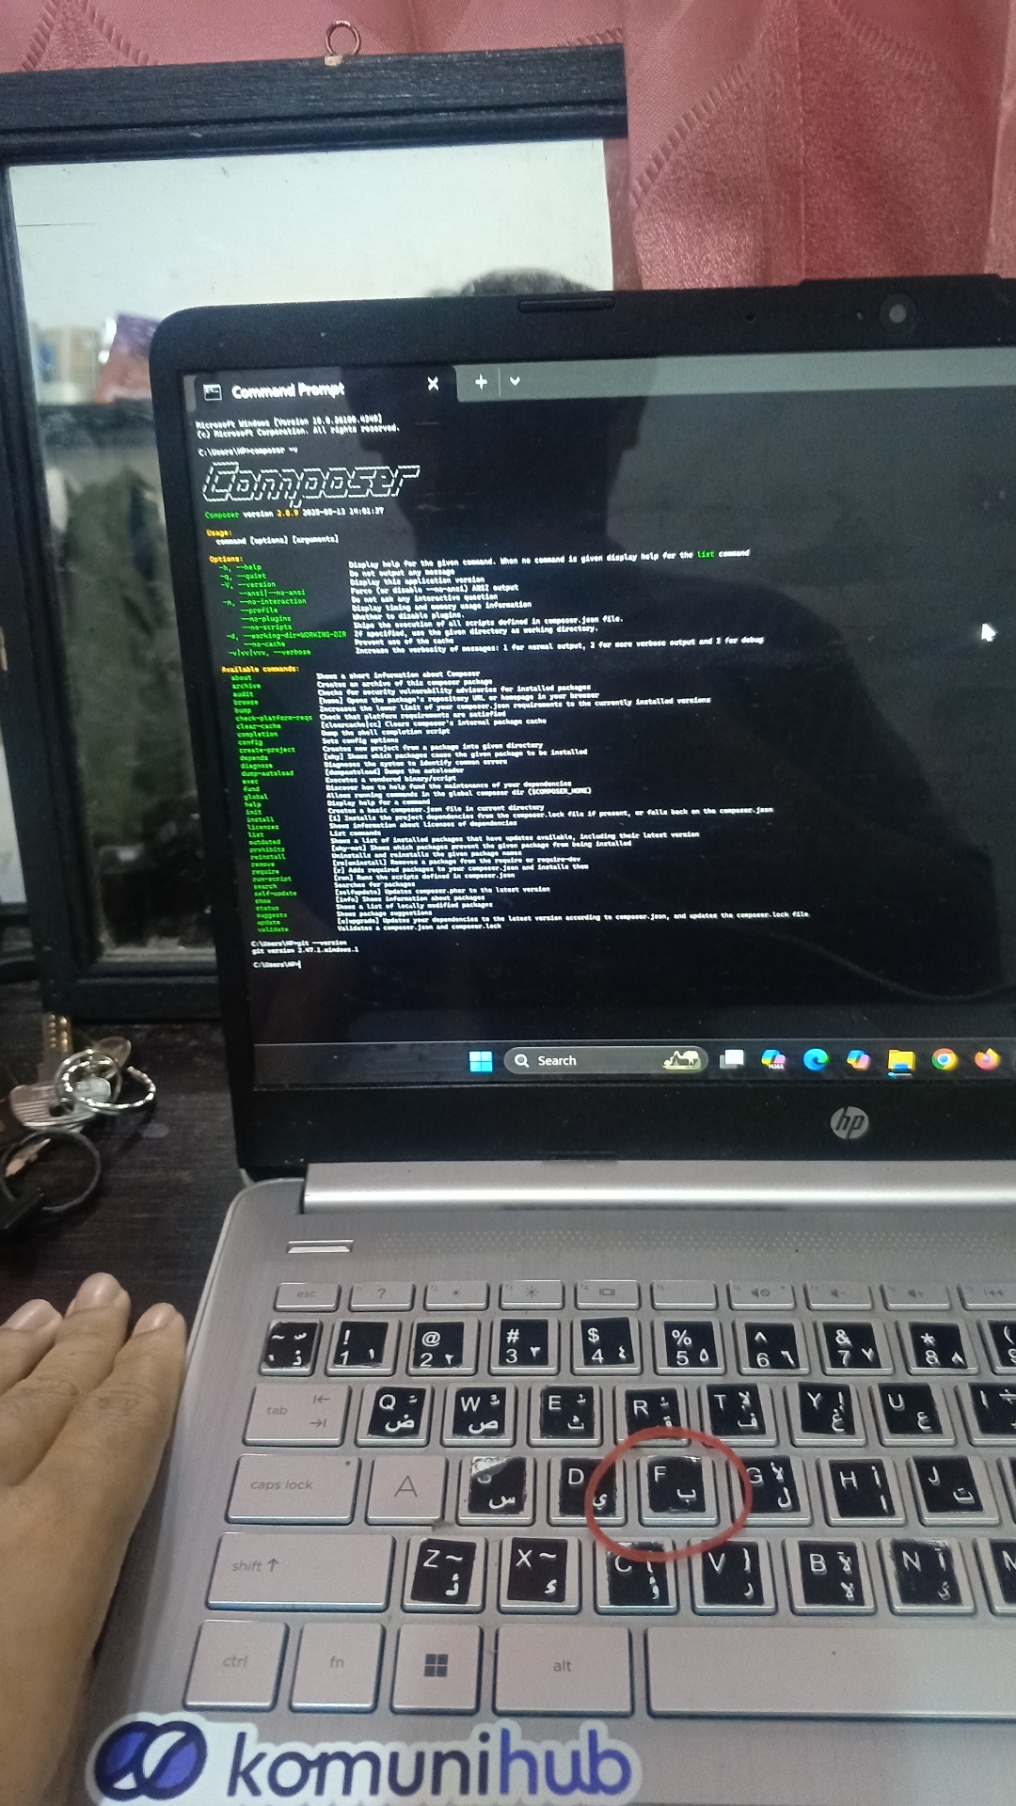 Command Prompt
Microsoft Windows [Version 10.0.26100.4349]
(c) Microsoft Corporation. All rights reserved.
C:\Users\HP>composer -v
Composer
Composer version 2.8.9 2025-05-13 14:01:37
Usage:
command [options] [arguments]
Options:
-h, --help Display help for the given command. When no command is given display help for the list command
-q, --quiet Do not output any message
-V, --version Display this application version
--ansi|--no-ansi Force (or disable --no-ansi) ANSI output
-n, --no-interaction Do not ask any interactive question
--profile Display timing and memory usage information
--no-plugins Whether to disable plugins.
--no-scripts Skips the execution of all scripts defined in composer.json file.
-d, --working-dir=WORKING-DIR If specified, use the given directory as working directory.
--no-cache Prevent use of the cache
-v|vv|vvv, --verbose Increase the verbosity of messages: 1 for normal output, 2 for more verbose output and 3 for debug
Available commands:
about Shows a short information about Composer
archive Creates an archive of this composer package
audit Checks for security vulnerability advisories for installed packages
browse [home] Opens the package's repository URL or homepage in your browser
bump Increases the lower limit of your composer.json requirements to the currently installed versions
check-platform-reqs Check that platform requirements are satisfied
clear-cache [clearcache|cc] Clears composer's internal package cache
completion Dump the shell completion script
config Sets config options
create-project Creates new project from a package into given directory
depends [why] Shows which packages cause the given package to be installed
diagnose Diagnoses the system to identify common errors
dump-autoload [dumpautoload] Dumps the autoloader
exec Executes a vendored binary/script
fund Discover how to help fund the maintenance of your dependencies
global Allows running commands in the global composer dir ($COMPOSER_HOME)
help Display help for a command
init Creates a basic composer.json file in current directory
install [i] Installs the project dependencies from the composer.lock file if present, or falls back on the composer.json
licenses Shows information about licenses of dependencies
list List commands
outdated Shows a list of installed packages that have updates available, including their latest version
prohibits [why-not] Shows which packages prevent the given package from being installed
reinstall Uninstalls and reinstalls the given package names
remove [rm|uninstall] Removes a package from the require or require-dev
require [r] Adds required packages to your composer.json and installs them
run-script [run] Runs the scripts defined in composer.json
search Searches for packages
self-update [selfupdate] Updates composer.phar to the latest version
show [info] Shows information about packages
status Shows a list of locally modified packages
suggests Shows package suggestions
update [u|upgrade] Updates your dependencies to the latest version according to composer.json, and updates the composer.lock file
validate Validates a composer.json and composer.lock
C:\Users\HP>git --version
git version 2.47.1.windows.1
C:\Users\HP>
Search
hp
esc ?
! 1 ١ @ 2 ٢ # 3 ٣ $ 4 ٤ % 5 ٥ ^ 6 ٦ & 7 ٧ * 8 ٨
tab Q ض W ص E ث R T ف Y غ U ع
caps lock A س D ي F ب G ل H ا J ت
shift Z X ء C V ر B لا N
ctrl fn alt
komunihub